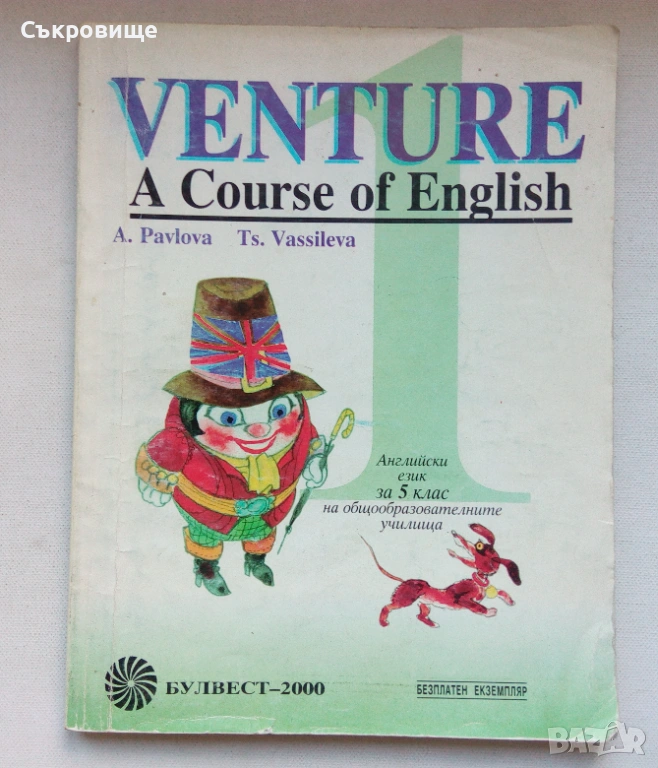 Съкровище
1
VENTURE
A Course of English
A. Pavlova Ts. Vassileva
Английски
език
за 5 клас
на общообразователните
училища
БУЛВЕСТ–2000
БЕЗПЛАТЕН ЕКЗЕМПЛЯР
BAZAR